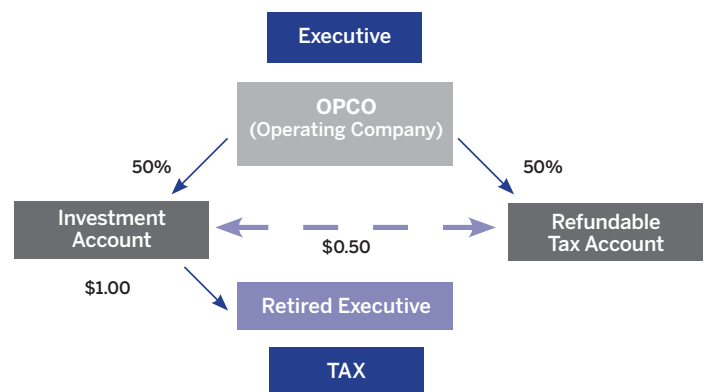 Executive
OPCO
(Operating Company)
50%
50%
Investment
Account
$0.50
Refundable
Tax Account
$1.00
Retired Executive
TAX